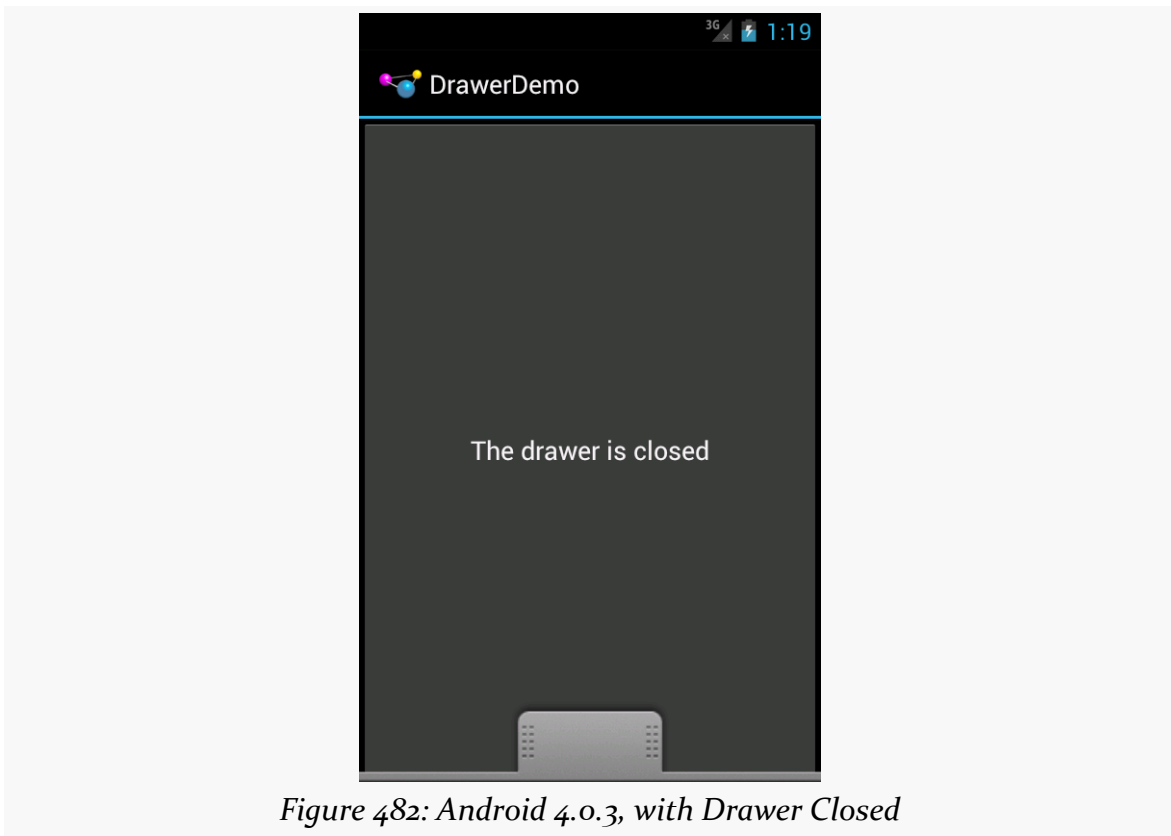 3G 1:19
DrawerDemo
The drawer is closed
Figure 482: Android 4.0.3, with Drawer Closed